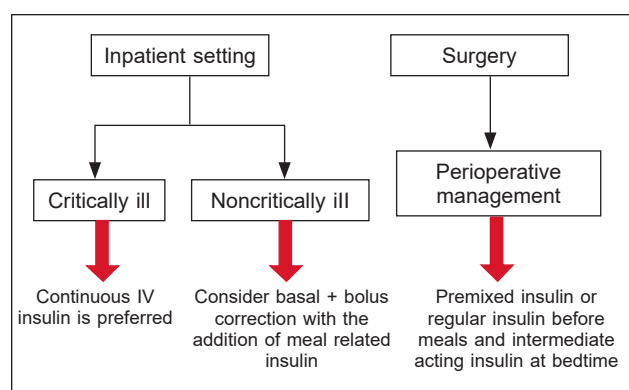 Inpatient setting
Surgery
Critically ill
Noncritically ill
Perioperative
management
Continuous IV
insulin is preferred
Consider basal + bolus
correction with the
addition of meal related
insulin
Premixed insulin or
regular insulin before
meals and intermediate
acting insulin at bedtime